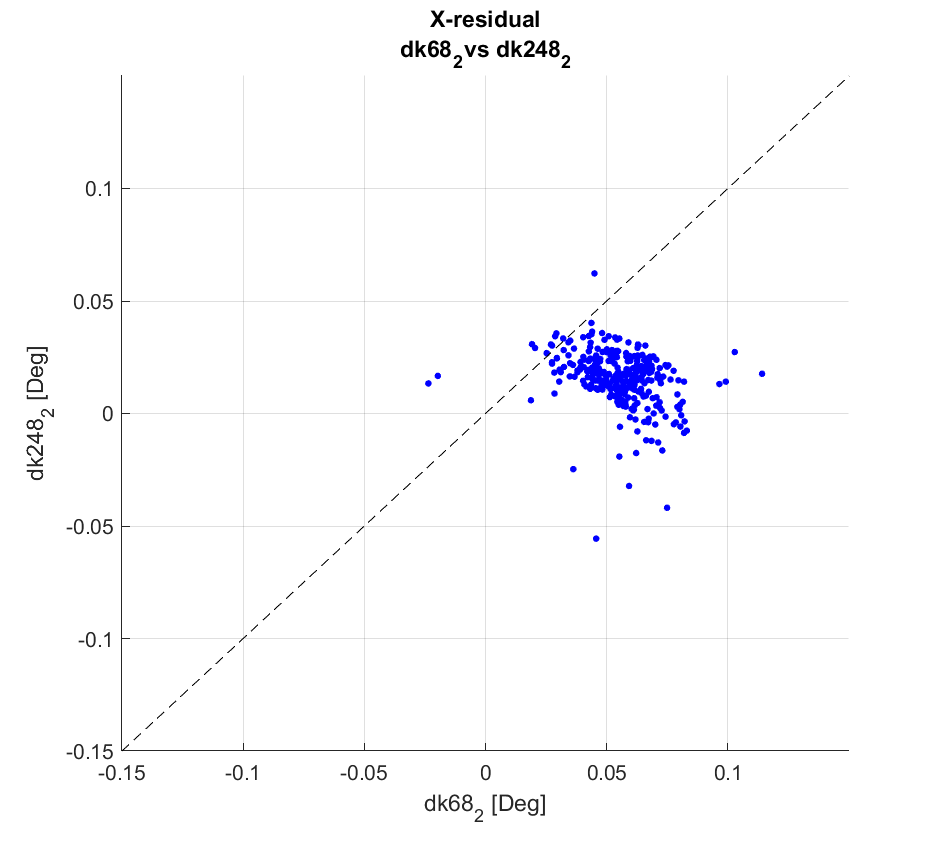 X-residual
dk68₂vs dk248₂
0.1
0.05
0
-0.05
-0.1
-0.15
dk248₂ [Deg]
-0.15 -0.1 -0.05 0 0.05 0.1
dk68₂ [Deg]